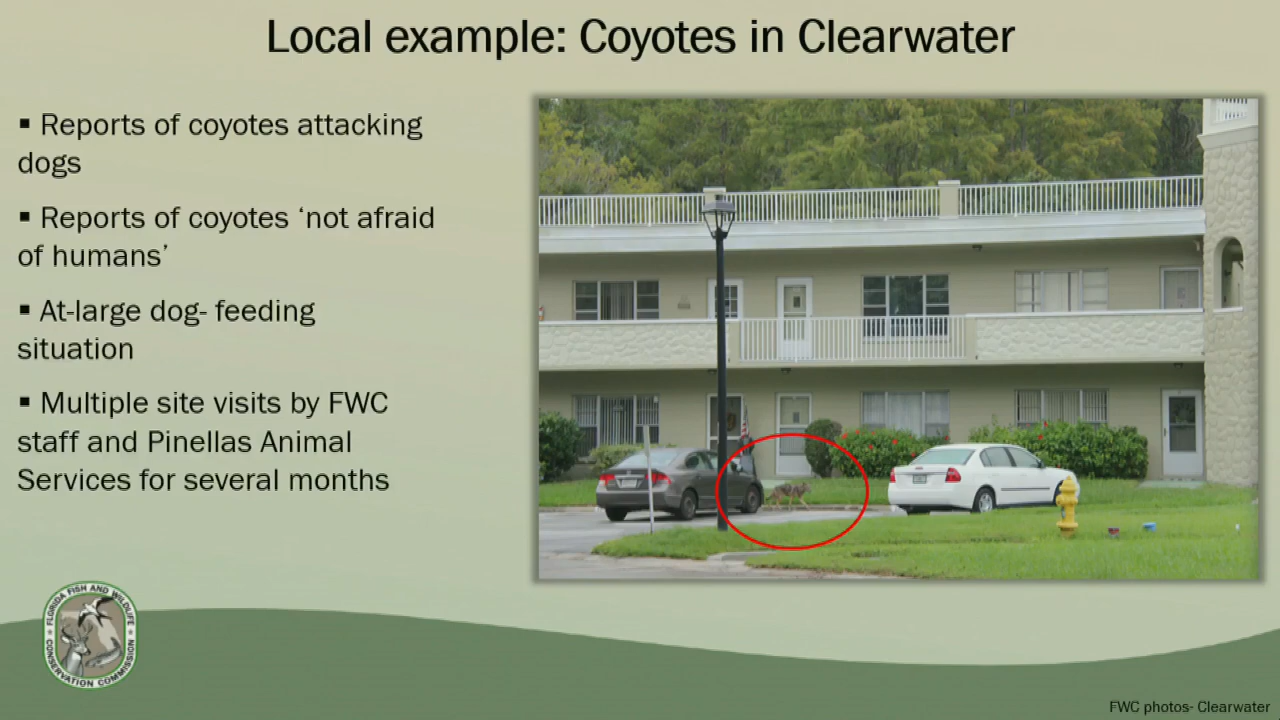 Local example: Coyotes in Clearwater
▪ Reports of coyotes attacking
dogs
▪ Reports of coyotes ‘not afraid
of humans’
▪ At-large dog- feeding
situation
▪ Multiple site visits by FWC
staff and Pinellas Animal
Services for several months
FLORIDA FISH AND WILDLIFE
CONSERVATION COMMISSION
FWC photos- Clearwater